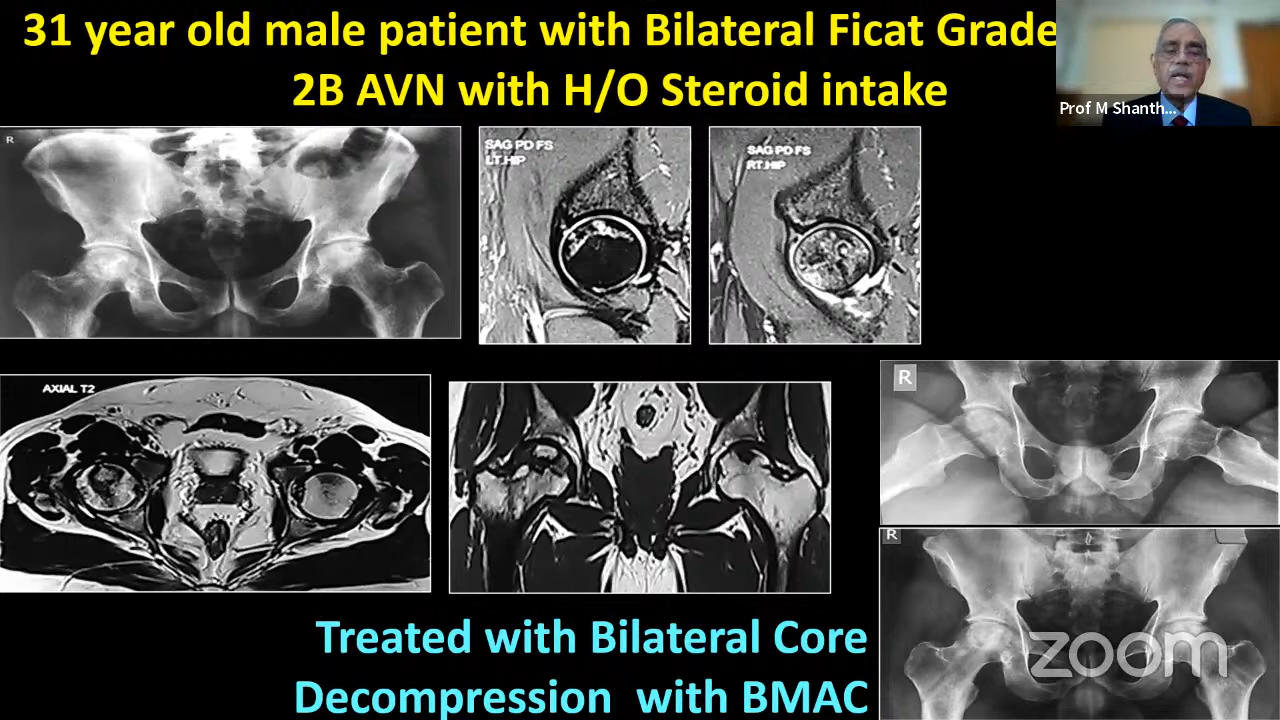 31 year old male patient with Bilateral Ficat Grade
2B AVN with H/O Steroid intake
Prof M Shanth...
R
SAG PD FS
LT.HIP
SAG PD FS
RT.HIP
AXIAL T2
R
R
zoom
Treated with Bilateral Core
Decompression with BMAC